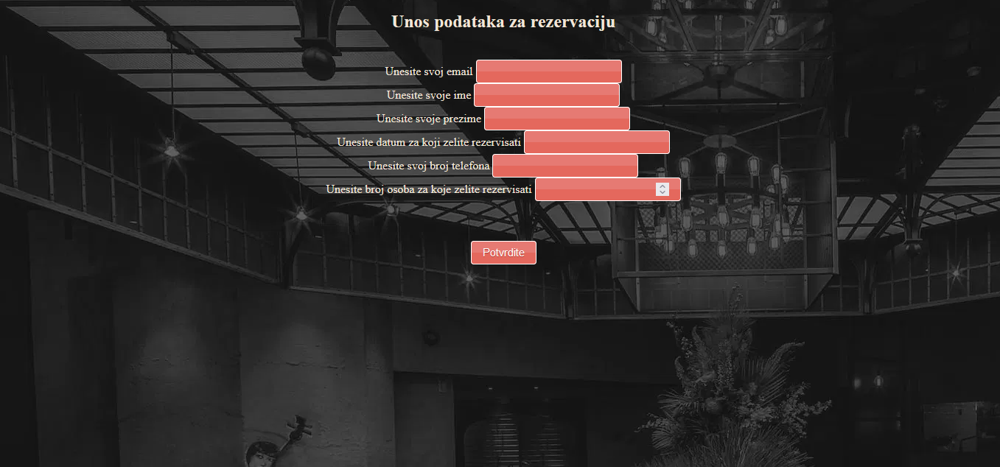 Unos podataka za rezervaciju
Unesite svoj email
Unesite svoje ime
Unesite svoje prezime
Unesite datum za koji zelite rezervisati
Unesite svoj broj telefona
Unesite broj osoba za koje zelite rezervisati
Potvrdite